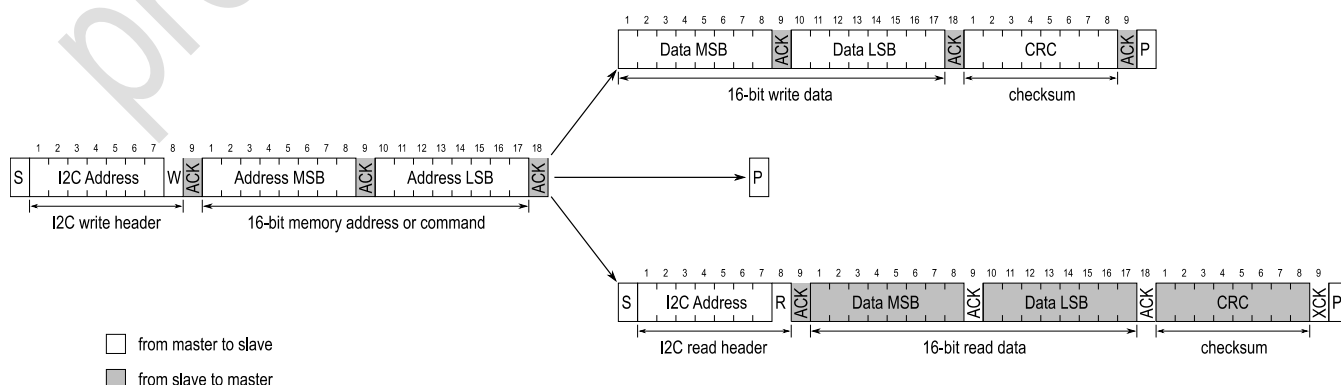 pr
1 2 3 4 5 6 7 8 9 10 11 12 13 14 15 16 17 18 1 2 3 4 5 6 7 8 9
Data MSB ACK Data LSB ACK CRC ACK P
16-bit write data checksum
1 2 3 4 5 6 7 8 9 1 2 3 4 5 6 7 8 9 10 11 12 13 14 15 16 17 18
S I2C Address W ACK Address MSB ACK Address LSB ACK P
I2C write header 16-bit memory address or command
1 2 3 4 5 6 7 8 9 1 2 3 4 5 6 7 8 9 10 11 12 13 14 15 16 17 18 1 2 3 4 5 6 7 8 9
S I2C Address R ACK Data MSB ACK Data LSB ACK CRC XCK P
I2C read header 16-bit read data checksum
from master to slave
from slave to master